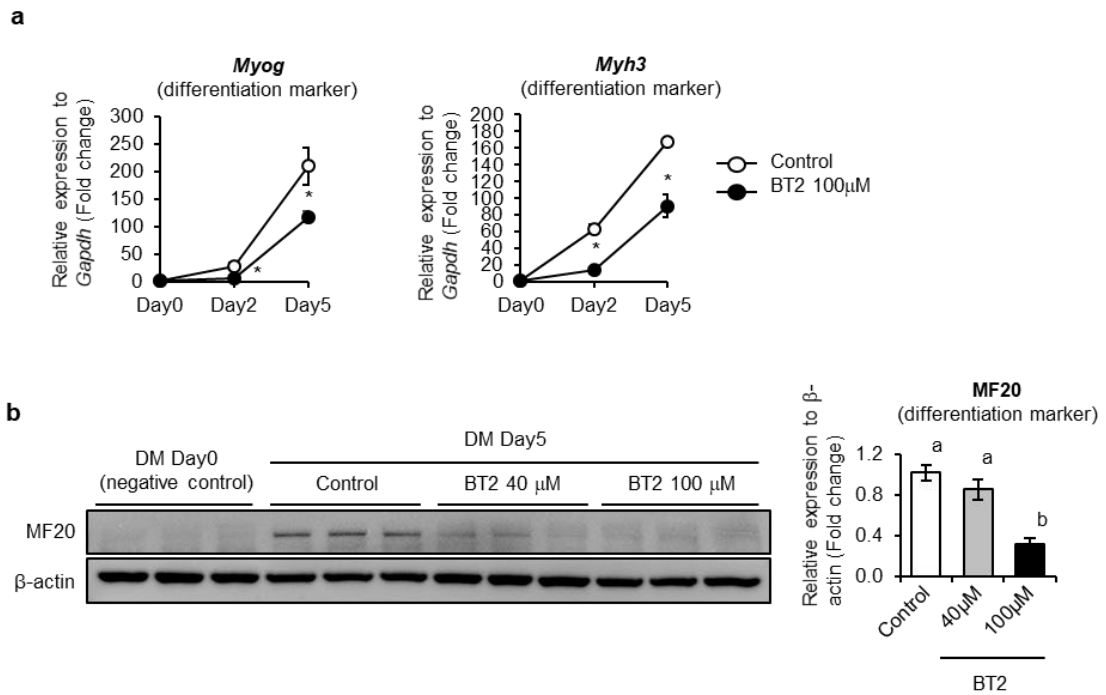 a
Myog
(differentiation marker)
Relative expression to
Gapdh (Fold change)
300
250
200
150
100
50
0
*
*
Day0
Day2
Day5
Myh3
(differentiation marker)
Relative expression to
Gapdh (Fold change)
200
180
160
140
120
100
80
60
40
20
0
*
*
Day0
Day2
Day5
Control
BT2 100μM
b
DM Day0
(negative control)
DM Day5
Control
BT2 40 μM
BT2 100 μM
MF20
β-actin
MF20
(differentiation marker)
Relative expression to β-
actin (Fold change)
1.2
0.8
0.4
0.0
a
a
b
Control
40μM
100μM
BT2